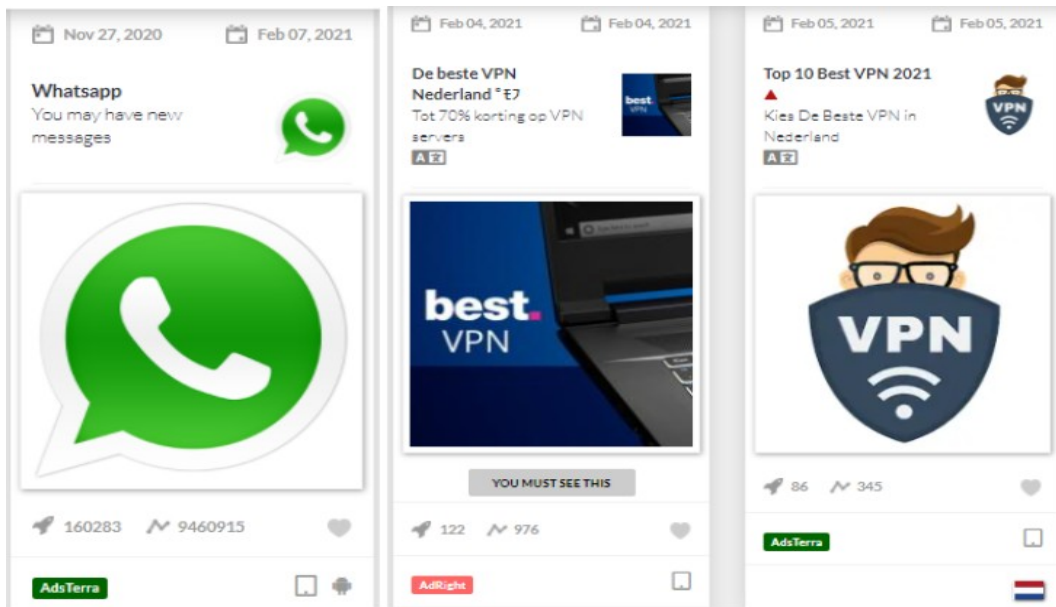 Nov 27, 2020 Feb 07, 2021
Whatsapp
You may have new
messages
160283 9460915
AdsTerra
Feb 04, 2021 Feb 04, 2021
De beste VPN
Nederland
Tot 70% korting op VPN
servers
best.
VPN
best.
VPN
YOU MUST SEE THIS
122 976
AdRight
Feb 05, 2021 Feb 05, 2021
Top 10 Best VPN 2021
Kies De Beste VPN in
Nederland
VPN
VPN
86 345
AdsTerra